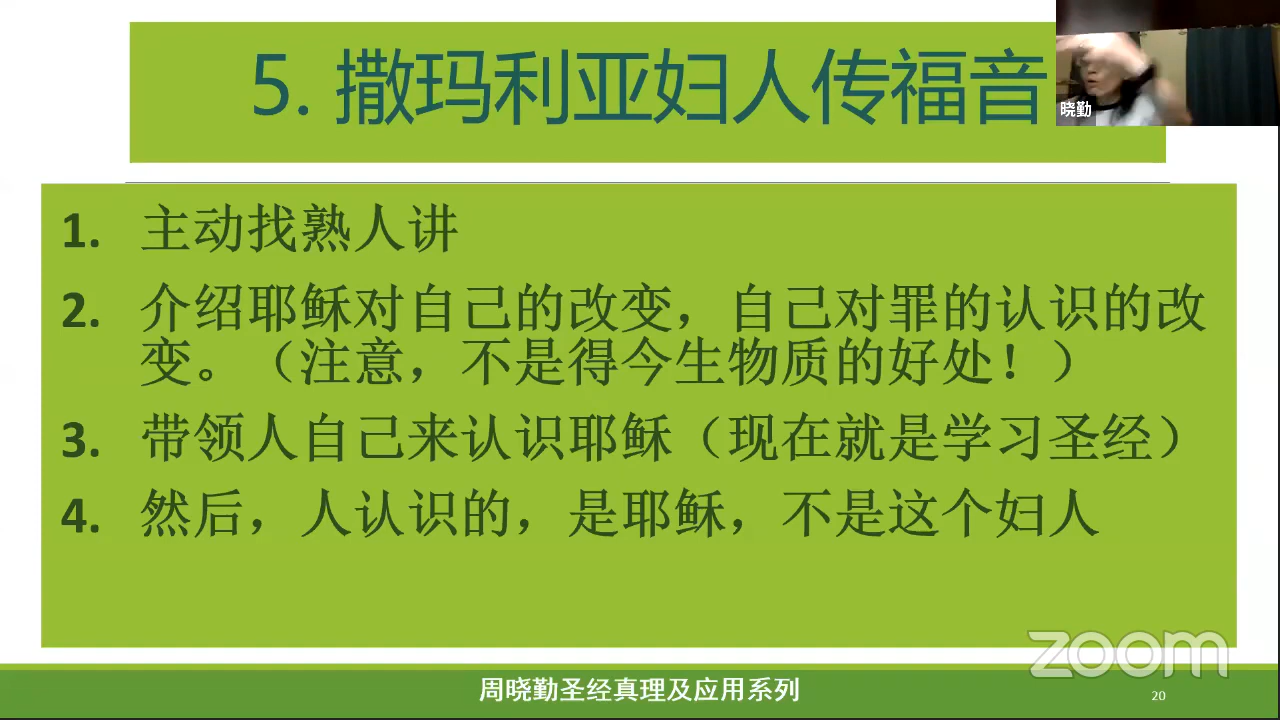 5. 撒玛利亚妇人传福音
晓勤
1. 主动找熟人讲
2. 介绍耶稣对自己的改变，自己对罪的认识的改
变。（注意，不是得今生物质的好处！）
3. 带领人自己来认识耶稣（现在就是学习圣经）
4. 然后，人认识的，是耶稣，不是这个妇人
zoom
周晓勤圣经真理及应用系列
20